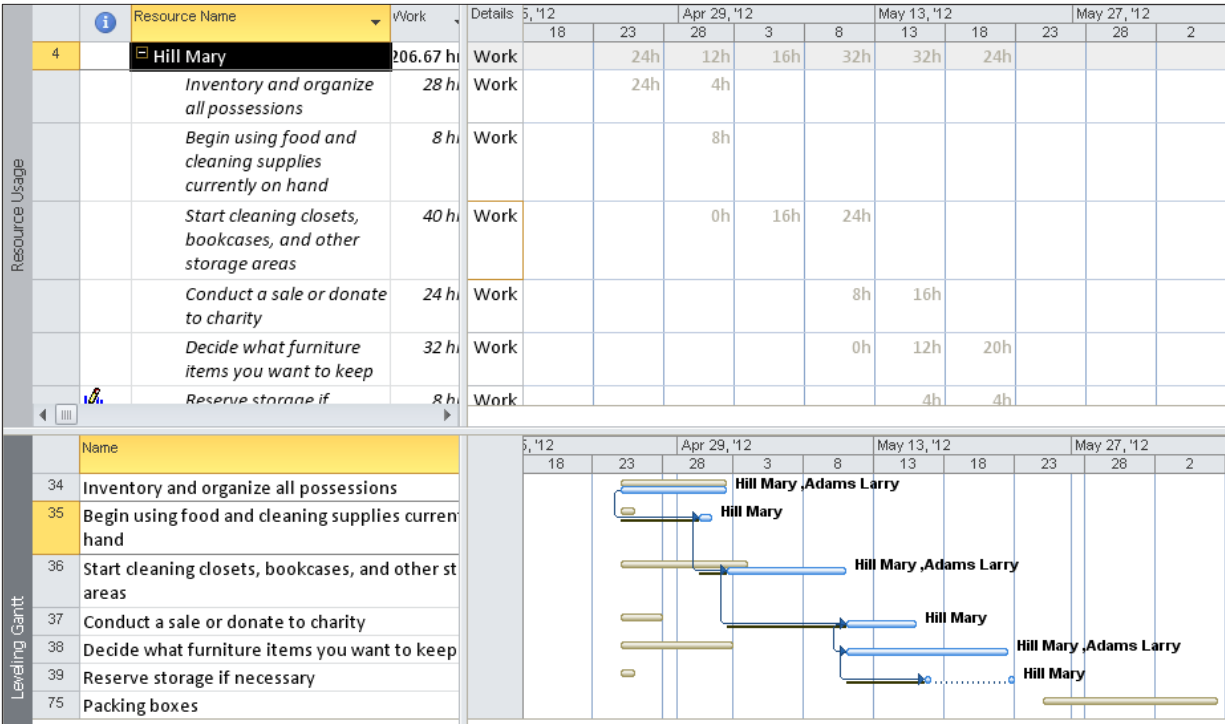 Resource Name Work Details 5, '12 Apr 29, '12 May 13, '12 May 27, '12
18 23 28 3 8 13 18 23 28 2
4 Hill Mary 206.67 h Work 24h 12h 16h 32h 32h 24h
Inventory and organize 28 h Work 24h 4h
all possessions
Begin using food and 8 h Work 8h
cleaning supplies
currently on hand
Start cleaning closets, 40 h Work 0h 16h 24h
bookcases, and other
storage areas
Conduct a sale or donate 24 h Work 8h 16h
to charity
Decide what furniture 32 h Work 0h 12h 20h
items you want to keep
Reserve storage if 8 h Work 4h 4h
Resource Usage
Name 5, '12 Apr 29, '12 May 13, '12 May 27, '12
18 23 28 3 8 13 18 23 28 2
34 Inventory and organize all possessions Hill Mary ,Adams Larry
35 Begin using food and cleaning supplies curren Hill Mary
hand
36 Start cleaning closets, bookcases, and other st Hill Mary ,Adams Larry
areas
37 Conduct a sale or donate to charity Hill Mary
38 Decide what furniture items you want to keep Hill Mary ,Adams Larry
39 Reserve storage if necessary Hill Mary
75 Packing boxes
Leveling Gantt